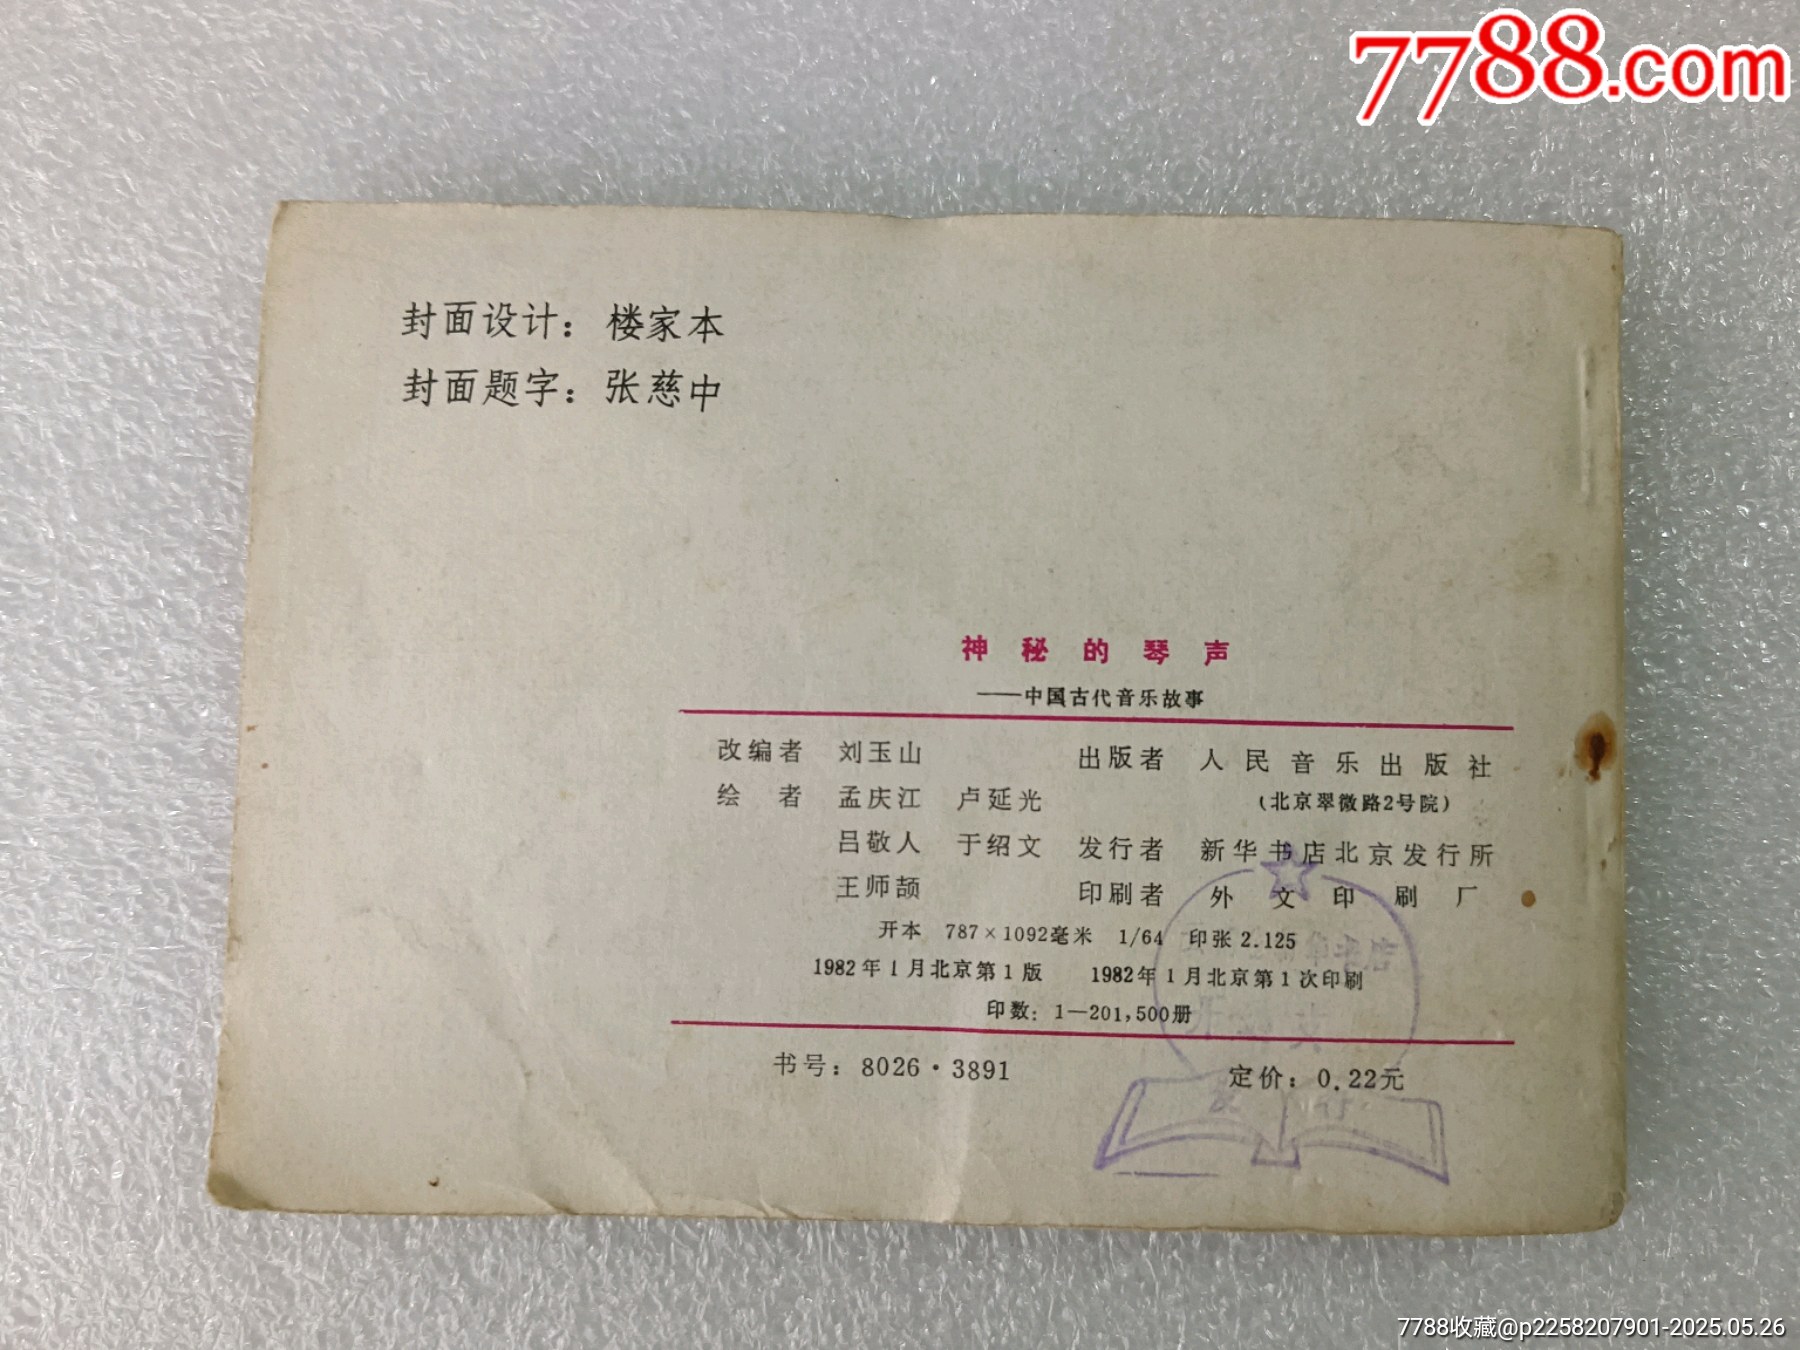 7788.com
封面设计：楼家本
封面题字：张慈中
神秘的琴声
——中国古代音乐故事
改编者 刘玉山
绘者 孟庆江 卢延光
吕敬人 于绍文
王师颉
出版者 人民音乐出版社
(北京翠微路2号院)
发行者 新华书店北京发行所
印刷者 外文印刷厂
开本 787×1092毫米 1/64 印张2.125
1982年1月北京第1版 1982年1月北京第1次印刷
印数：1—201,500册
书号：8026·3891 定价：0.22元
7788收藏@p2258207901-2025.05.26